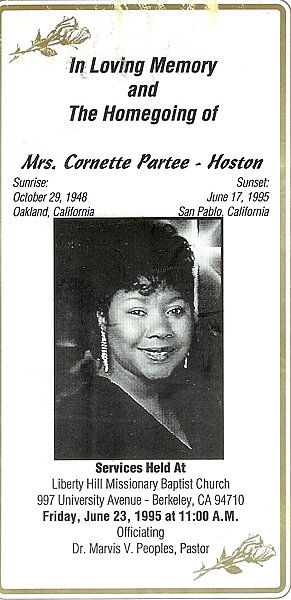 In Loving Memory
and
The Homegoing of
Mrs. Cornette Partee - Hoston
Sunrise: Sunset:
October 29, 1948 June 17, 1995
Oakland, California San Pablo, California
Services Held At
Liberty Hill Missionary Baptist Church
997 University Avenue - Berkeley, CA 94710
Friday, June 23, 1995 at 11:00 A.M.
Officiating
Dr. Marvis V. Peoples, Pastor